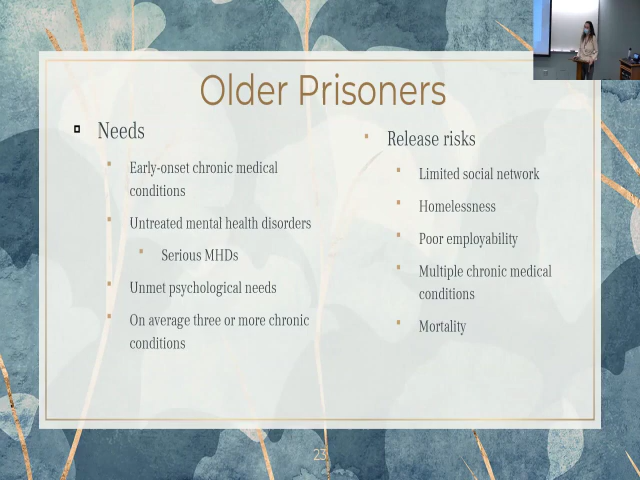 Older Prisoners
Needs
Early-onset chronic medical
conditions
Untreated mental health disorders
Serious MHDs
Unmet psychological needs
On average three or more chronic
conditions
Release risks
Limited social network
Homelessness
Poor employability
Multiple chronic medical
conditions
Mortality
23